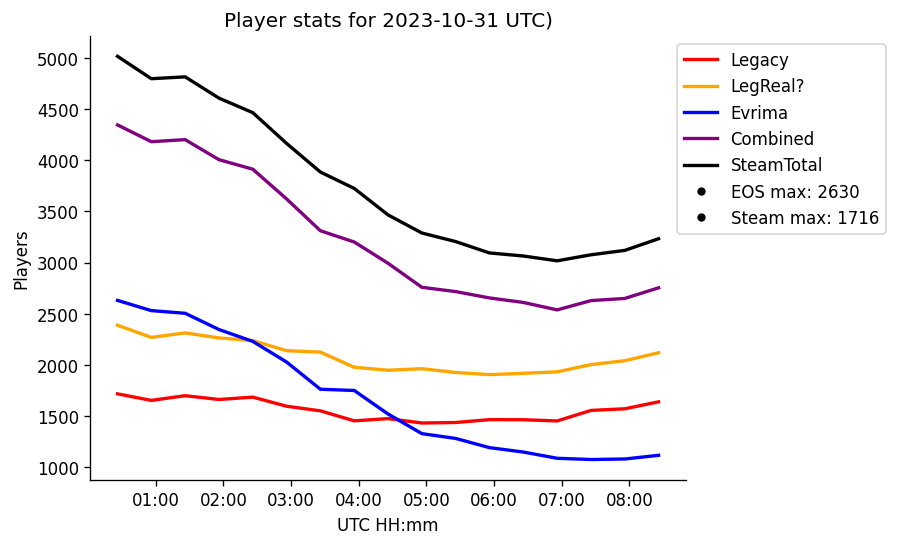 Player stats for 2023-10-31 UTC)
5000
4500
4000
3500
3000
2500
2000
1500
1000
Players
01:00 02:00 03:00 04:00 05:00 06:00 07:00 08:00
UTC HH:mm
Legacy
LegReal?
Evrima
Combined
SteamTotal
EOS max: 2630
Steam max: 1716